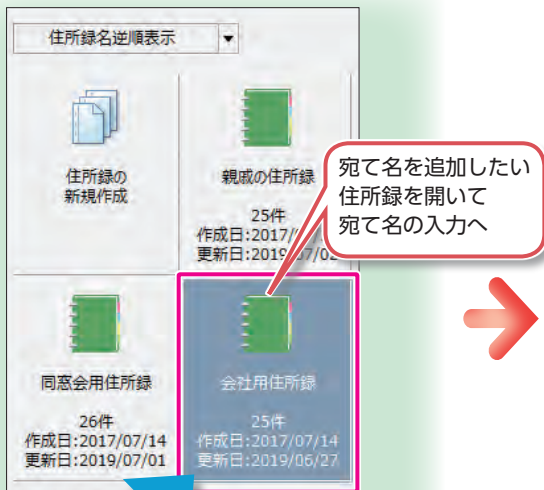 住所録名逆順表示
住所録の
新規作成
親戚の住所録
25件
作成日:2017/
更新日:2019/07/02
宛て名を追加したい
住所録を開いて
宛て名の入力へ
同窓会用住所録
26件
作成日:2017/07/14
更新日:2019/07/01
会社用住所録
25件
作成日:2017/07/14
更新日:2019/06/27